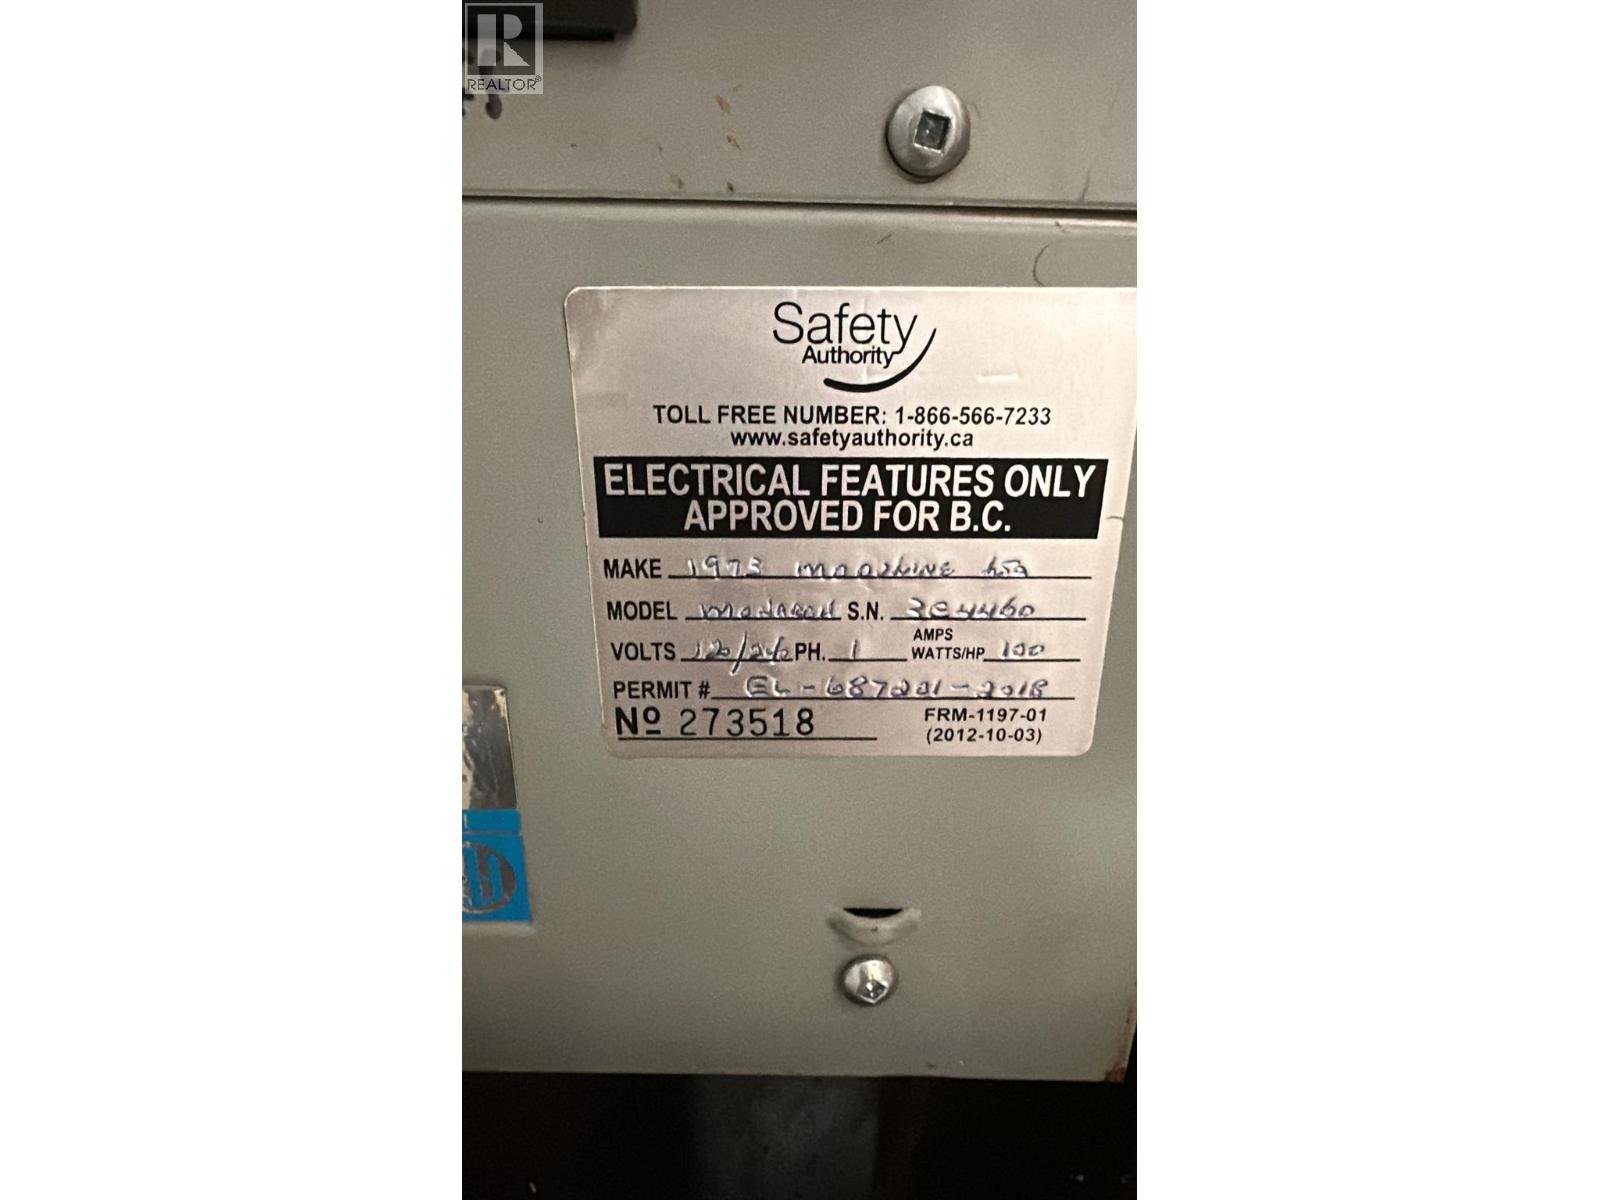 REALTOR®
Safety
Authority
TOLL FREE NUMBER: 1-866-566-7233
www.safetyauthority.ca
ELECTRICAL FEATURES ONLY
APPROVED FOR B.C.
MAKE 1973
MODEL S.N.
VOLTS PH. 1 AMPS WATTS/HP 100
PERMIT # EL-687201-2018
Nº 273518
FRM-1197-01
(2012-10-03)